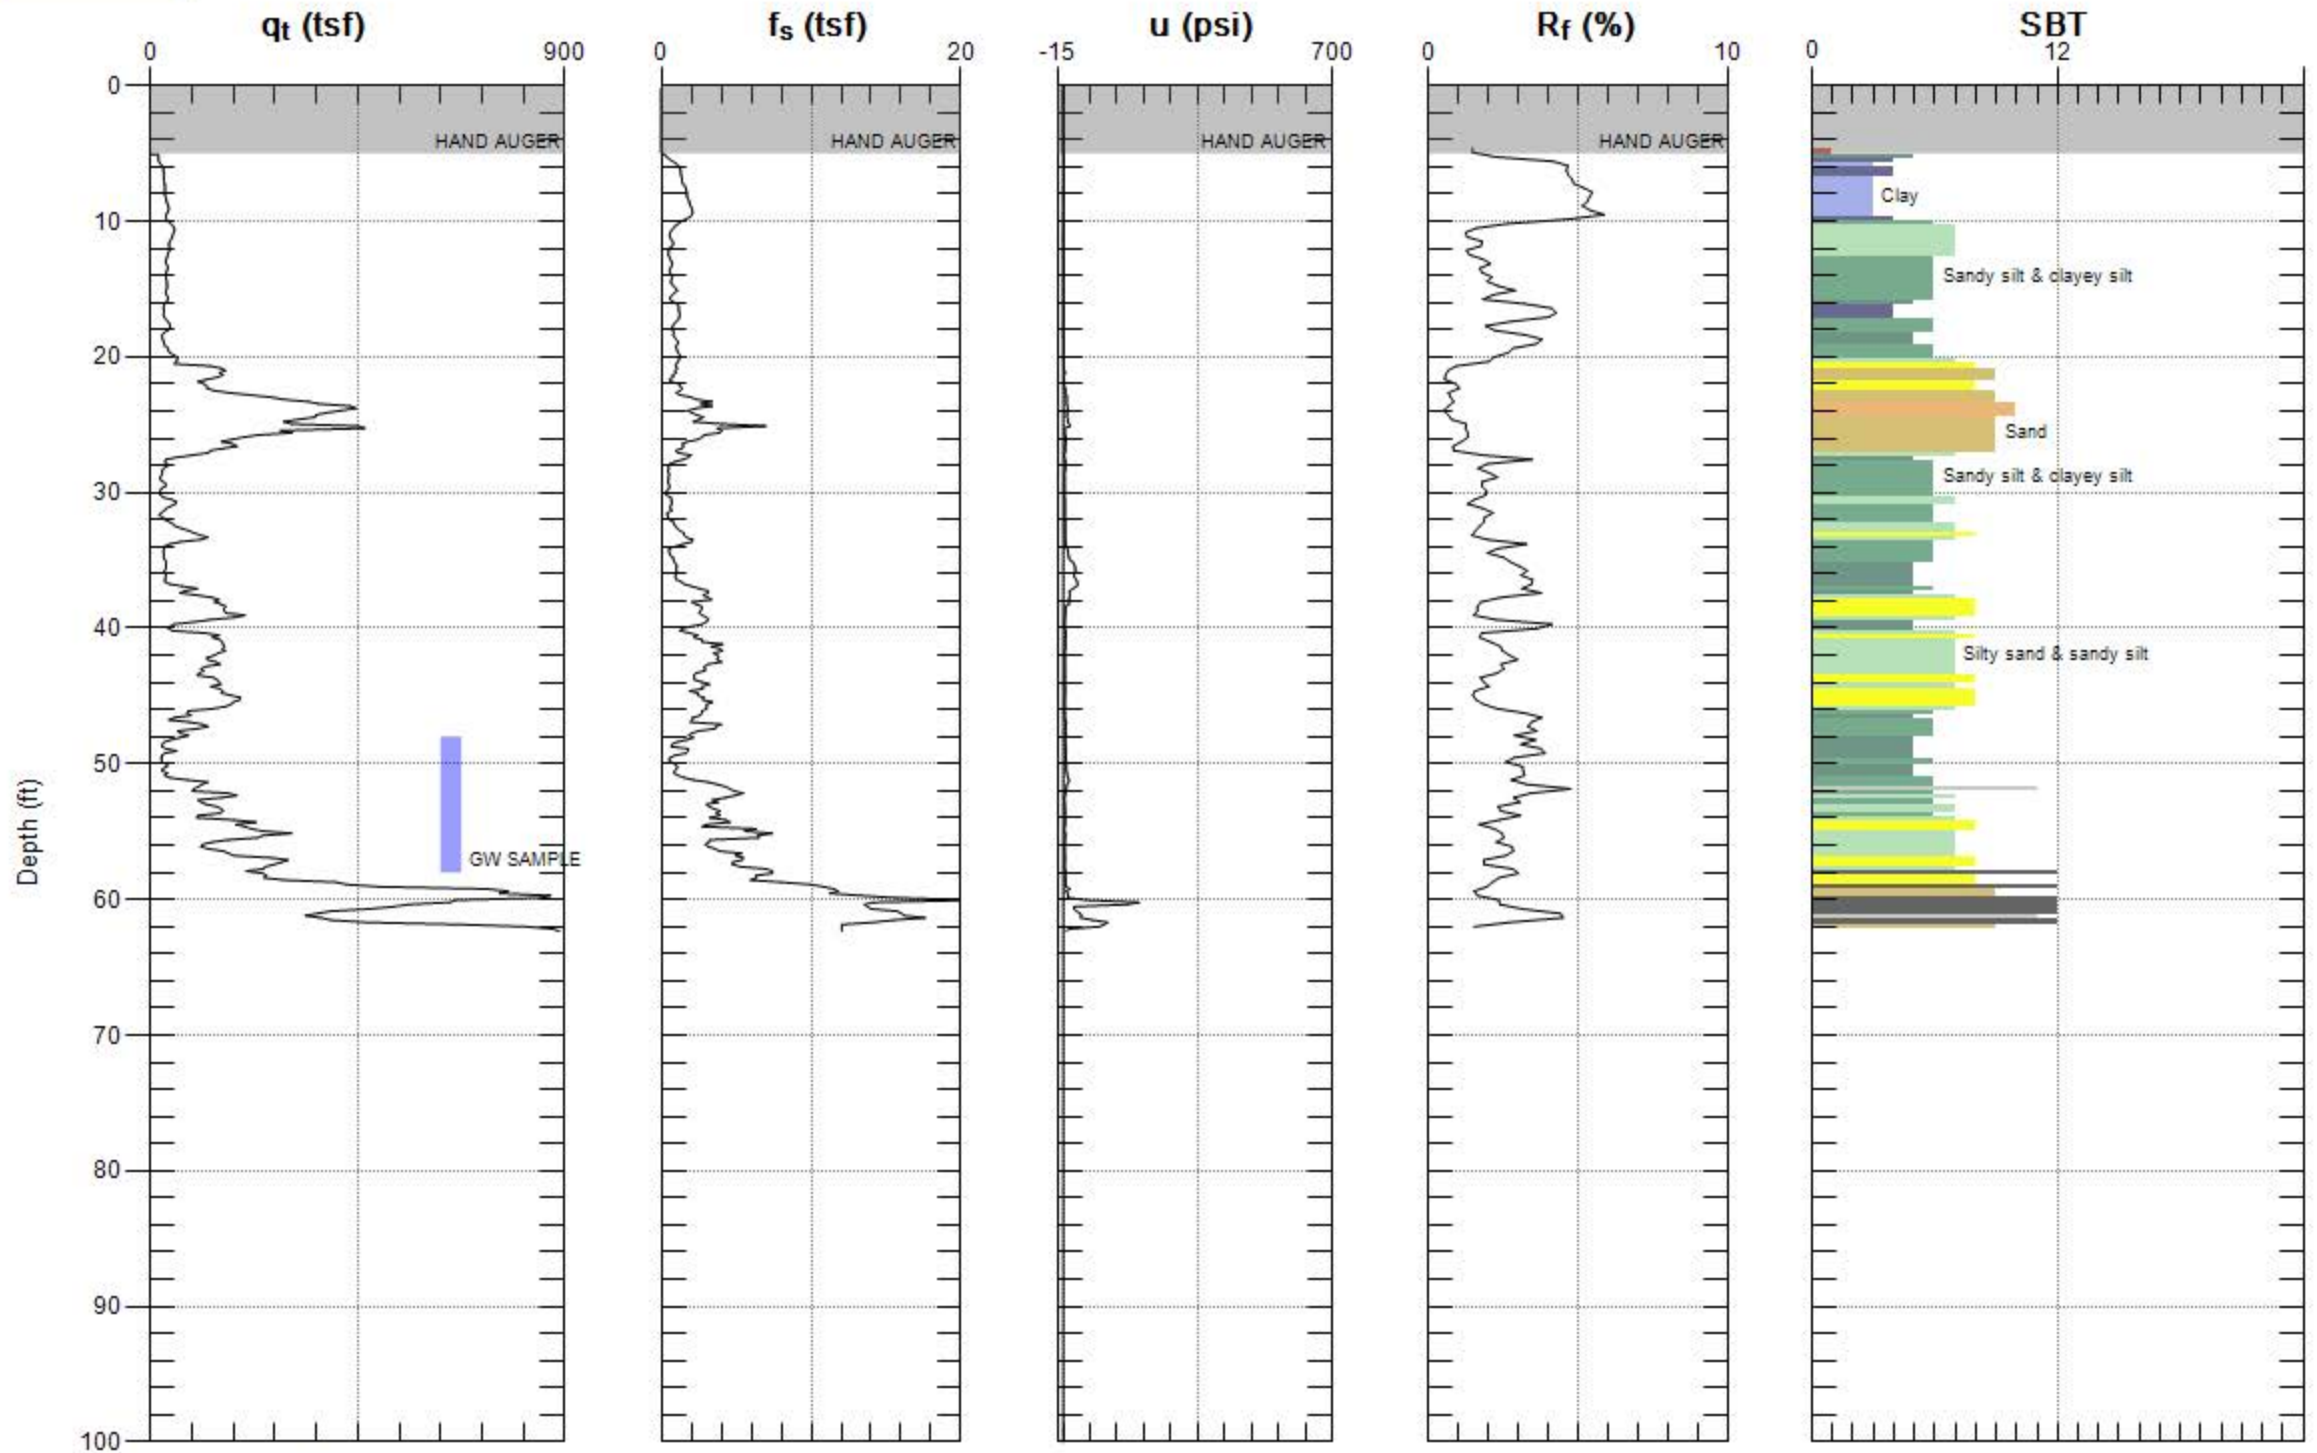 qt (tsf) fs (tsf) u (psi) Rf (%) SBT
0 900 0 20 -15 700 0 10 0 12
0
HAND AUGER HAND AUGER HAND AUGER HAND AUGER
Clay
10
Sandy silt & clayey silt
20
Sand
Sandy silt & clayey silt
30
40
Silty sand & sandy silt
50
Depth (ft)
GW SAMPLE
60
70
80
90
100